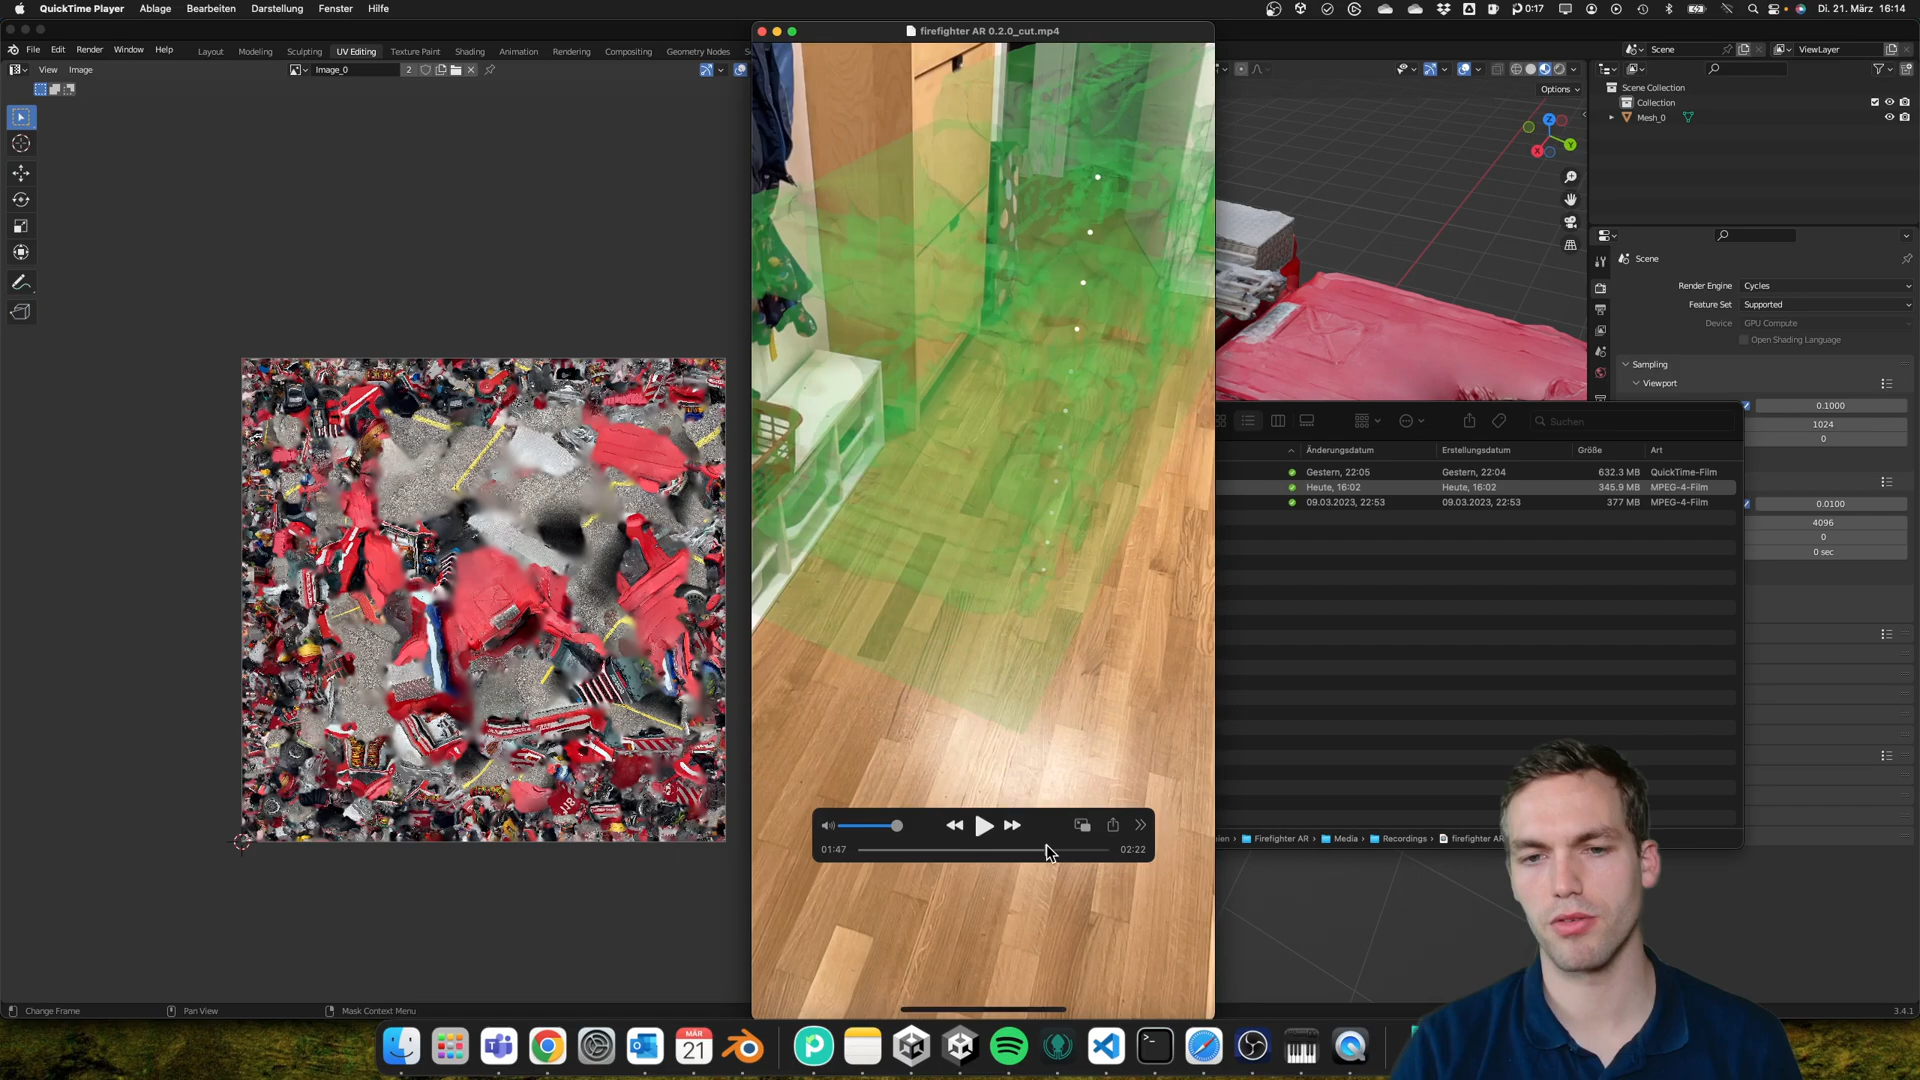 QuickTime Player Ablage Bearbeiten Darstellung Fenster Hilfe
0:17 Di. 21. März 16:14
firefighter AR 0.2.0_cut.mp4
File Edit Render Window Help
Layout Modeling Sculpting UV Editing Texture Paint Shading Animation Rendering Compositing Geometry Nodes
Scene ViewLayer
View Image
Image_0 2
Options
Scene Collection
Collection
Mesh_0
Z
Y
X
Scene
Render Engine Cycles
Feature Set Supported
Device GPU Compute
Open Shading Language
Sampling
Viewport
0.1000
1024
0
0.0100
4096
0
0 sec
Suchen
Änderungsdatum Erstellungsdatum Größe Art
Gestern, 22:05 Gestern, 22:04 632.3 MB QuickTime-Film
Heute, 16:02 Heute, 16:02 345.9 MB MPEG-4-Film
09.03.2023, 22:53 09.03.2023, 22:53 377 MB MPEG-4-Film
Firefighter AR Media Recordings firefighter AR
01:47 02:22
Change Frame Pan View Mask Context Menu
3.4.1
MÄR
21